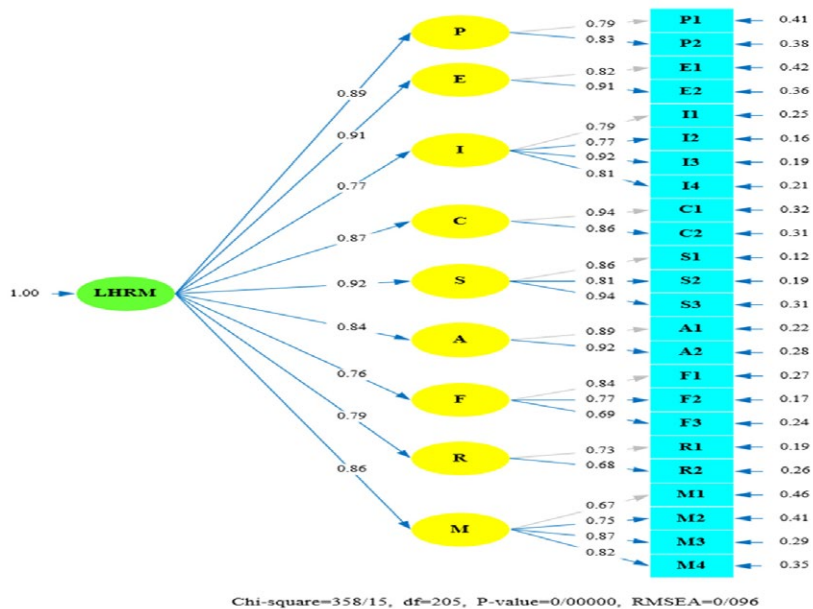 0.79 P1 0.41
P
0.83 P2 0.38
0.89
0.82 E1 0.42
E
0.91 E2 0.36
0.91
0.79 I1 0.25
I
0.77 I2 0.16
0.92 I3 0.19
0.81 I4 0.21
0.77
0.94 C1 0.32
C
0.86 C2 0.31
0.87
0.86 S1 0.12
1.00 LHRM 0.92 S 0.81 S2 0.19
0.94 S3 0.31
0.84
0.89 A1 0.22
A
0.92 A2 0.28
0.76
0.84 F1 0.27
F
0.77 F2 0.17
0.69 F3 0.24
0.79
0.73 R1 0.19
R
0.68 R2 0.26
0.86
0.67 M1 0.46
M
0.75 M2 0.41
0.87 M3 0.29
0.82 M4 0.35
Chi-square=358/15, df=205, P-value=0/00000, RMSEA=0/096